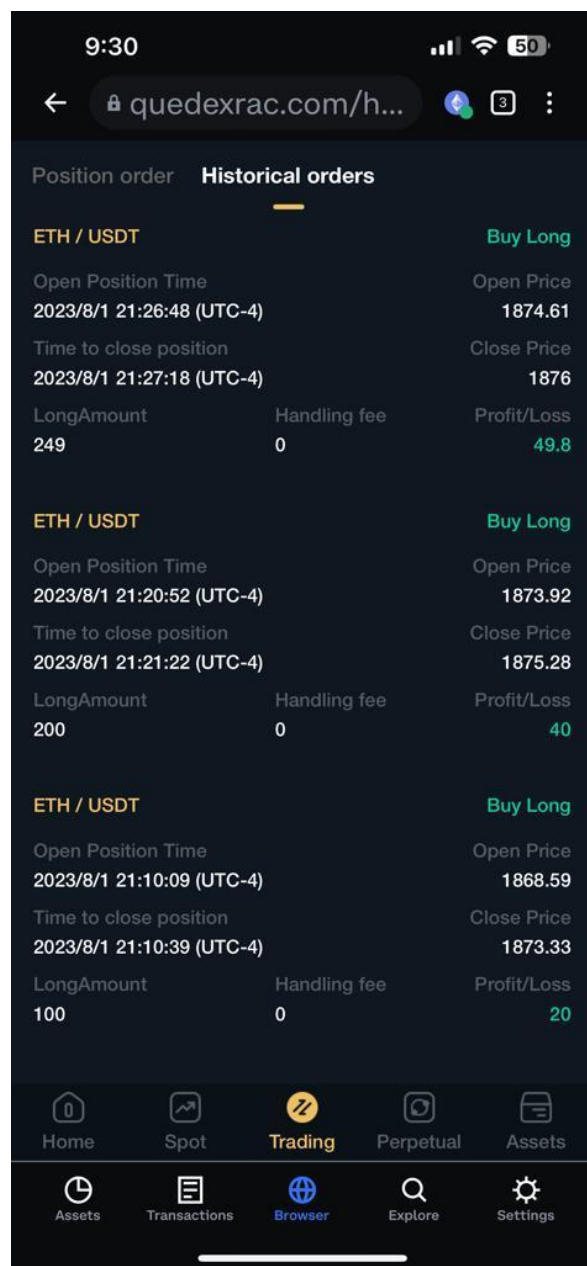 9:30
50
quedexrac.com/h...
3
Position order Historical orders
ETH / USDT Buy Long
Open Position Time Open Price
2023/8/1 21:26:48 (UTC-4) 1874.61
Time to close position Close Price
2023/8/1 21:27:18 (UTC-4) 1876
LongAmount Handling fee Profit/Loss
249 0 49.8
ETH / USDT Buy Long
Open Position Time Open Price
2023/8/1 21:20:52 (UTC-4) 1873.92
Time to close position Close Price
2023/8/1 21:21:22 (UTC-4) 1875.28
LongAmount Handling fee Profit/Loss
200 0 40
ETH / USDT Buy Long
Open Position Time Open Price
2023/8/1 21:10:09 (UTC-4) 1868.59
Time to close position Close Price
2023/8/1 21:10:39 (UTC-4) 1873.33
LongAmount Handling fee Profit/Loss
100 0 20
Home Spot Trading Perpetual Assets
Assets Transactions Browser Explore Settings